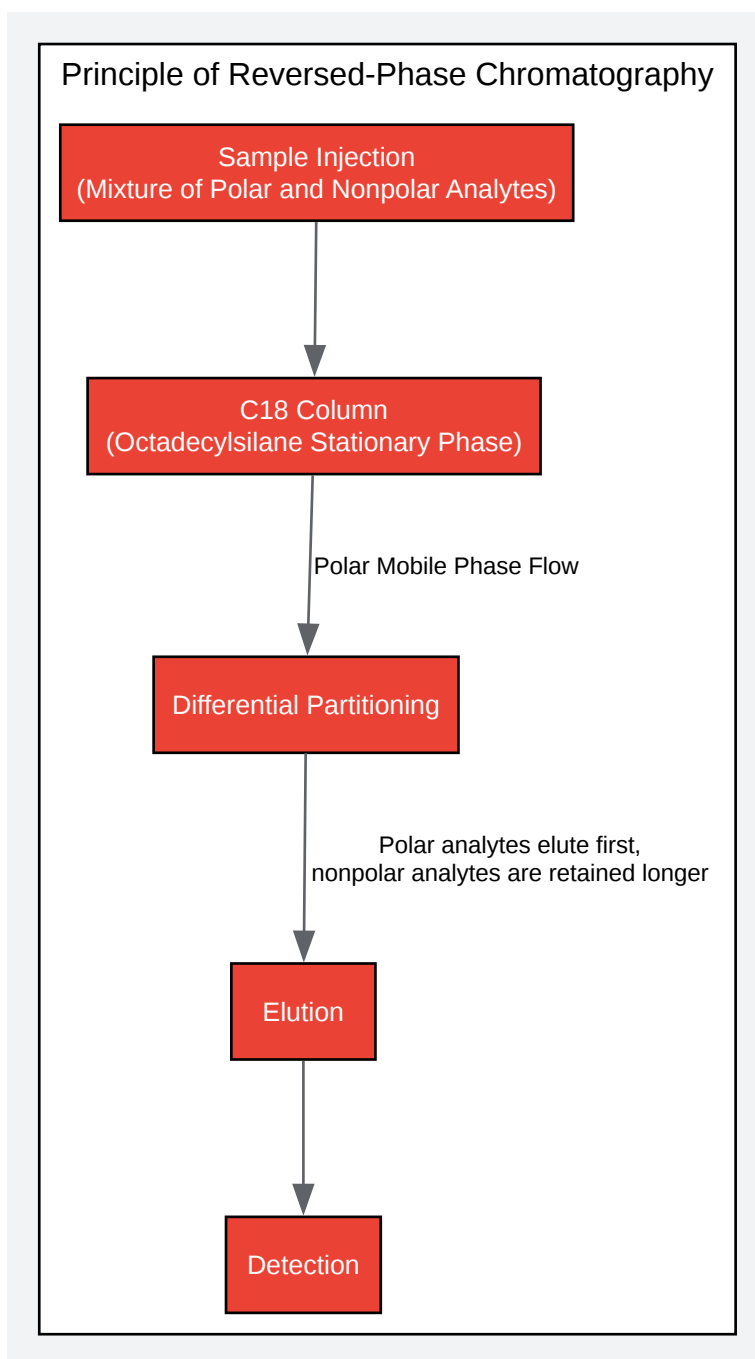 Principle of Reversed-Phase Chromatography
Sample Injection
(Mixture of Polar and Nonpolar Analytes)
C18 Column
(Octadecylsilane Stationary Phase)
Polar Mobile Phase Flow
Differential Partitioning
Polar analytes elute first,
nonpolar analytes are retained longer
Elution
Detection